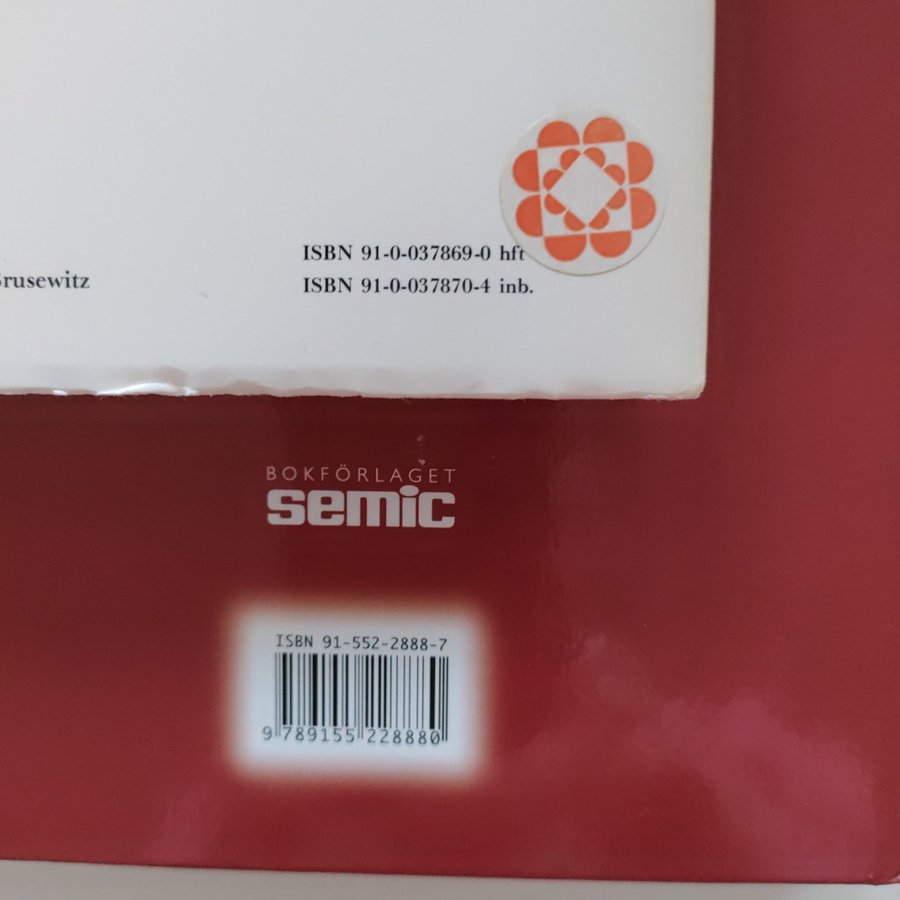 ISBN 91-0-037869-0 hft
Brusewitz
ISBN 91-0-037870-4 inb.
BOKFÖRLAGET
semic
ISBN 91-552-2888-7
9 789155 228880